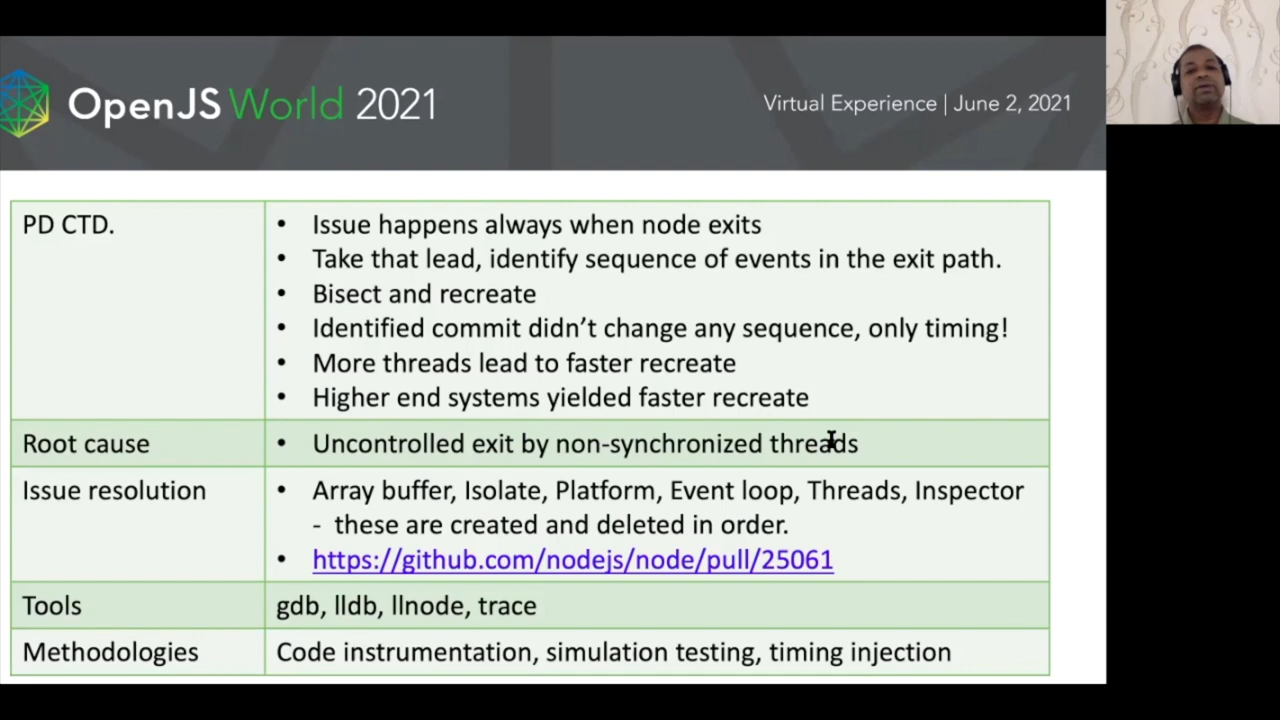 OpenJS World 2021
Virtual Experience | June 2, 2021
PD CTD.
• Issue happens always when node exits
• Take that lead, identify sequence of events in the exit path.
• Bisect and recreate
• Identified commit didn't change any sequence, only timing!
• More threads lead to faster recreate
• Higher end systems yielded faster recreate
Root cause
• Uncontrolled exit by non-synchronized threads
Issue resolution
• Array buffer, Isolate, Platform, Event loop, Threads, Inspector
- these are created and deleted in order.
• https://github.com/nodejs/node/pull/25061
Tools
gdb, lldb, llnode, trace
Methodologies
Code instrumentation, simulation testing, timing injection